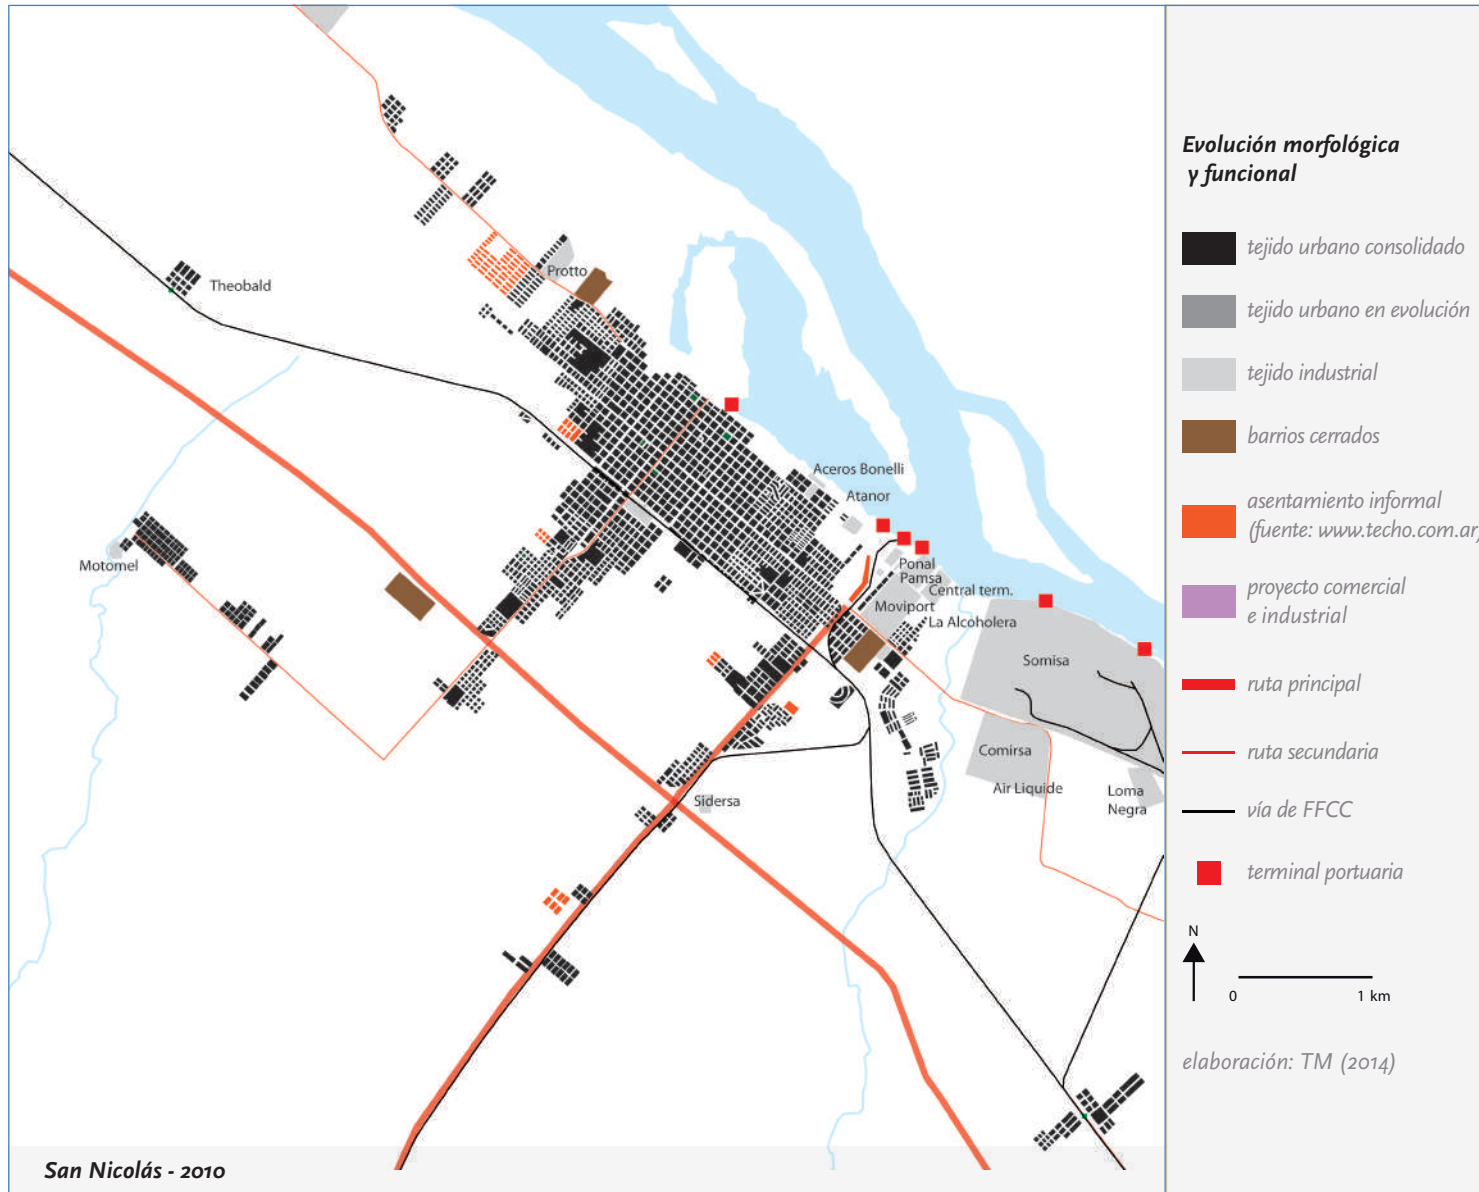 Theobald
Protto
Aceros Bonelli
Atanor
Motomel
Ponal
Pamsa
Central term.
Moviport
La Alcoholera
Somisa
Comirsa
Air Liquide
Loma
Negra
Sidersa
San Nicolás - 2010
Evolución morfológica
y funcional
tejido urbano consolidado
tejido urbano en evolución
tejido industrial
barrios cerrados
asentamiento informal
(fuente: www.techo.com.ar)
proyecto comercial
e industrial
ruta principal
ruta secundaria
vía de FFCC
terminal portuaria
N
0 1 km
elaboración: TM (2014)